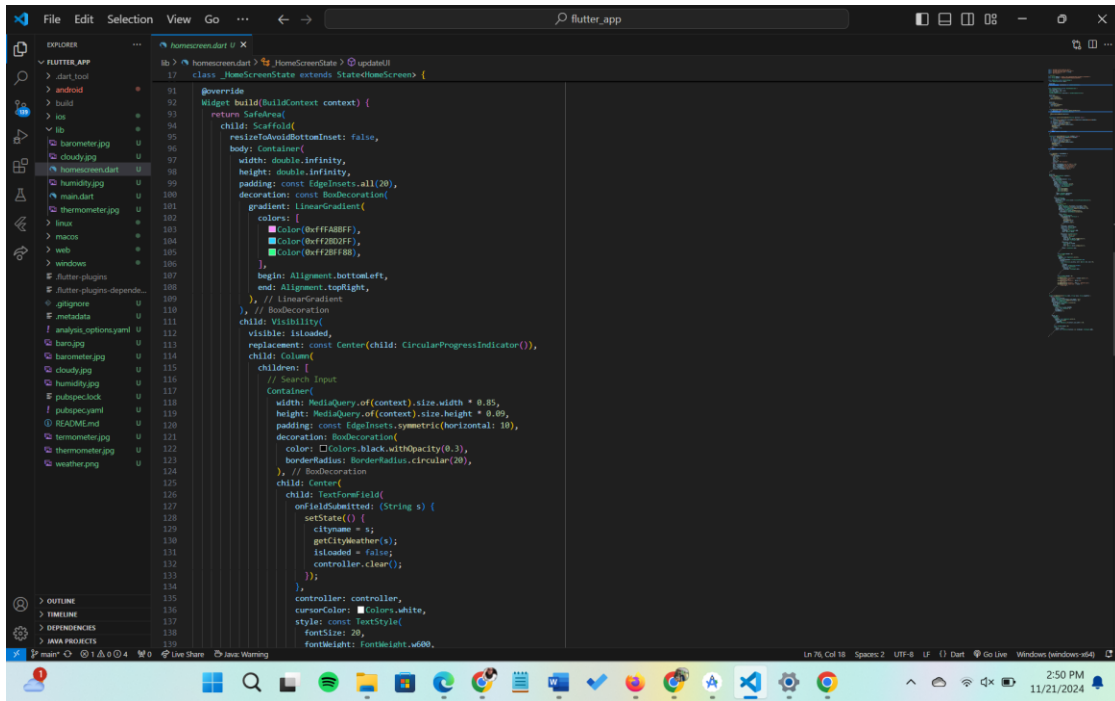 File Edit Selection View Go ··· flutter_app
EXPLORER ···
FLUTTER_APP
.dart_tool
android
build
ios
lib
barometer.jpg U
cloudy.jpg U
homescreen.dart U
humidity.jpg U
main.dart U
thermometer.jpg U
linux
macos
web
windows
.flutter-plugins
.flutter-plugins-depende...
.gitignore U
.metadata U
analysis_options.yaml U
baro.jpg U
barometer.jpg U
cloudy.jpg U
humidity.jpg U
pubspec.lock U
pubspec.yaml U
README.md U
termometer.jpg U
thermometer.jpg U
weather.png U
OUTLINE
TIMELINE
DEPENDENCIES
JAVA PROJECTS
homescreen.dart U X
lib > homescreen.dart > _HomeScreenState > updateUI
17 class _HomeScreenState extends State<HomeScreen> {
91 @override
92 Widget build(BuildContext context) {
93 return SafeArea(
94 child: Scaffold(
95 resizeToAvoidBottomInset: false,
96 body: Container(
97 width: double.infinity,
98 height: double.infinity,
99 padding: const EdgeInsets.all(20),
100 decoration: const BoxDecoration(
101 gradient: LinearGradient(
102 colors: [
103 Color(0xffFA8BFF),
104 Color(0xff2BD2FF),
105 Color(0xff2BFF88),
106 ],
107 begin: Alignment.bottomLeft,
108 end: Alignment.topRight,
109 ), // LinearGradient
110 ), // BoxDecoration
111 child: Visibility(
112 visible: isLoaded,
113 replacement: const Center(child: CircularProgressIndicator()),
114 child: Column(
115 children: [
116 // Search Input
117 Container(
118 width: MediaQuery.of(context).size.width * 0.85,
119 height: MediaQuery.of(context).size.height * 0.09,
120 padding: const EdgeInsets.symmetric(horizontal: 10),
121 decoration: BoxDecoration(
122 color: Colors.black.withOpacity(0.3),
123 borderRadius: BorderRadius.circular(20),
124 ), // BoxDecoration
125 child: Center(
126 child: TextFormField(
127 onFieldSubmitted: (String s) {
128 setState(() {
129 cityname = s;
130 getCityWeather(s);
131 isLoaded = false;
132 controller.clear();
133 });
134 },
135 controller: controller,
136 cursorColor: Colors.white,
137 style: const TextStyle(
138 fontSize: 20,
139 fontWeight: FontWeight.w600,
main* 1 0 4 0 Live Share Java: Warning Ln 76, Col 18 Spaces: 2 UTF-8 LF {} Dart Go Live Windows (windows-x64)
2:50 PM
11/21/2024